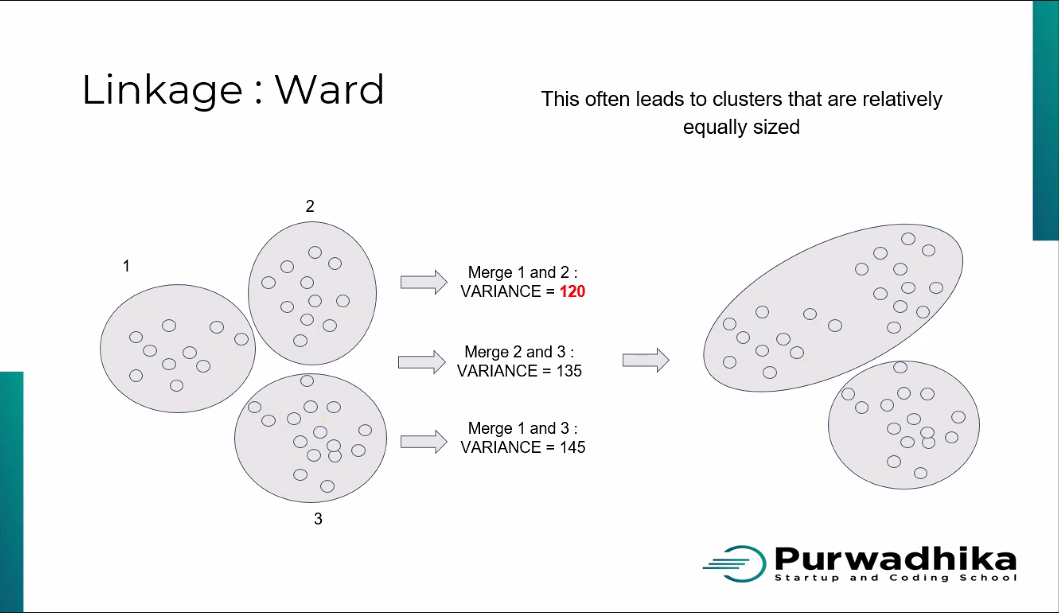 Linkage : Ward
This often leads to clusters that are relatively
equally sized
2
1
Merge 1 and 2 :
VARIANCE = 120
Merge 2 and 3 :
VARIANCE = 135
Merge 1 and 3 :
VARIANCE = 145
3
Purwadhika
Startup and Coding School